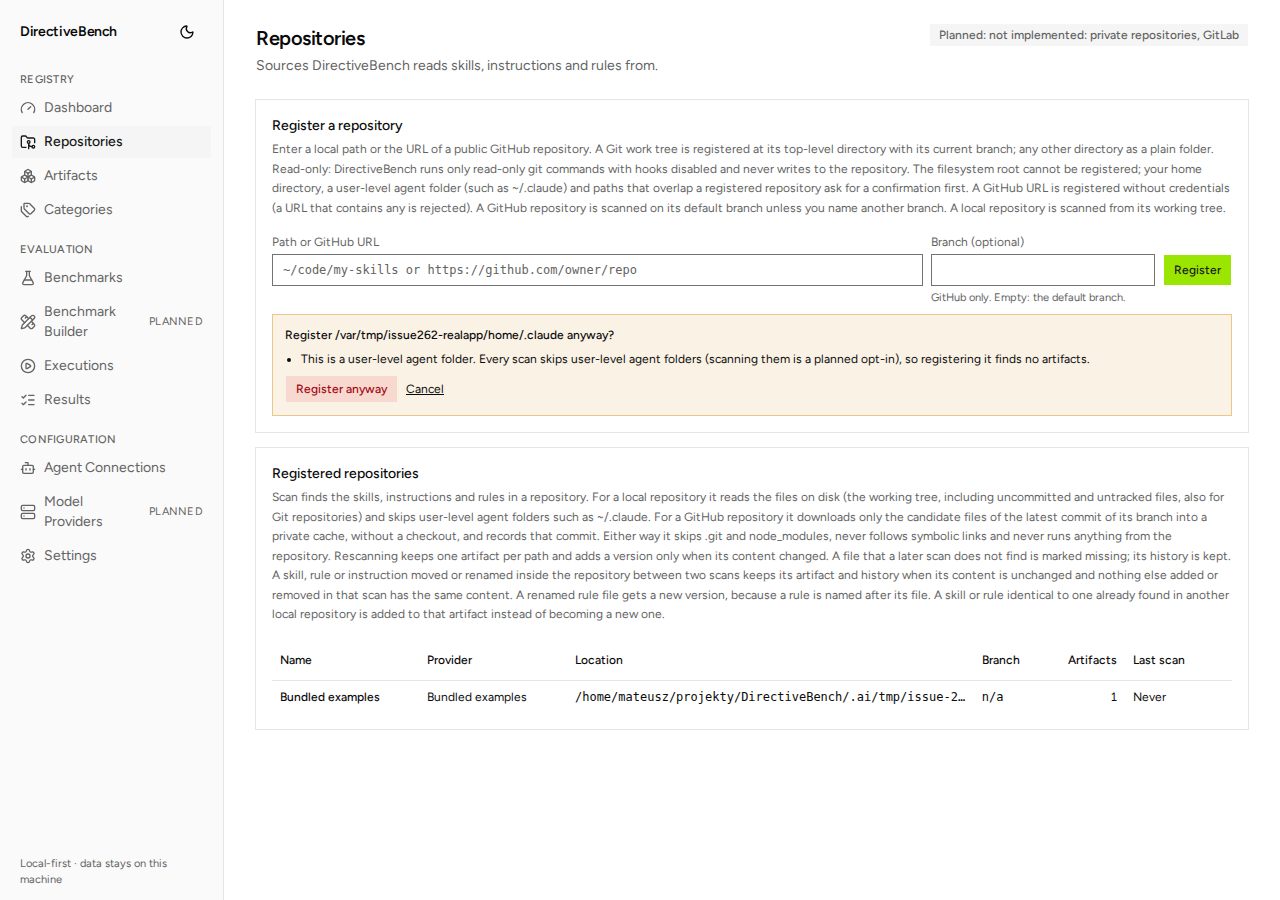 DirectiveBench
REGISTRY
Dashboard
Repositories
Artifacts
Categories
EVALUATION
Benchmarks
Benchmark
Builder
PLANNED
Executions
Results
CONFIGURATION
Agent Connections
Model
Providers
PLANNED
Settings
Local-first · data stays on this
machine
Repositories
Planned: not implemented: private repositories, GitLab
Sources DirectiveBench reads skills, instructions and rules from.
Register a repository
Enter a local path or the URL of a public GitHub repository. A Git work tree is registered at its top-level directory with its current branch; any other directory as a plain folder.
Read-only: DirectiveBench runs only read-only git commands with hooks disabled and never writes to the repository. The filesystem root cannot be registered; your home
directory, a user-level agent folder (such as ~/.claude) and paths that overlap a registered repository ask for a confirmation first. A GitHub URL is registered without credentials
(a URL that contains any is rejected). A GitHub repository is scanned on its default branch unless you name another branch. A local repository is scanned from its working tree.
Path or GitHub URL
Branch (optional)
~/code/my-skills or https://github.com/owner/repo
Register
GitHub only. Empty: the default branch.
Register /var/tmp/issue262-realapp/home/.claude anyway?
• This is a user-level agent folder. Every scan skips user-level agent folders (scanning them is a planned opt-in), so registering it finds no artifacts.
Register anyway Cancel
Registered repositories
Scan finds the skills, instructions and rules in a repository. For a local repository it reads the files on disk (the working tree, including uncommitted and untracked files, also for
Git repositories) and skips user-level agent folders such as ~/.claude. For a GitHub repository it downloads only the candidate files of the latest commit of its branch into a
private cache, without a checkout, and records that commit. Either way it skips .git and node_modules, never follows symbolic links and never runs anything from the
repository. Rescanning keeps one artifact per path and adds a version only when its content changed. A file that a later scan does not find is marked missing; its history is kept.
A skill, rule or instruction moved or renamed inside the repository between two scans keeps its artifact and history when its content is unchanged and nothing else added or
removed in that scan has the same content. A renamed rule file gets a new version, because a rule is named after its file. A skill or rule identical to one already found in another
local repository is added to that artifact instead of becoming a new one.
Name Provider Location Branch Artifacts Last scan
Bundled examples Bundled examples /home/mateusz/projekty/DirectiveBench/.ai/tmp/issue-2… n/a 1 Never